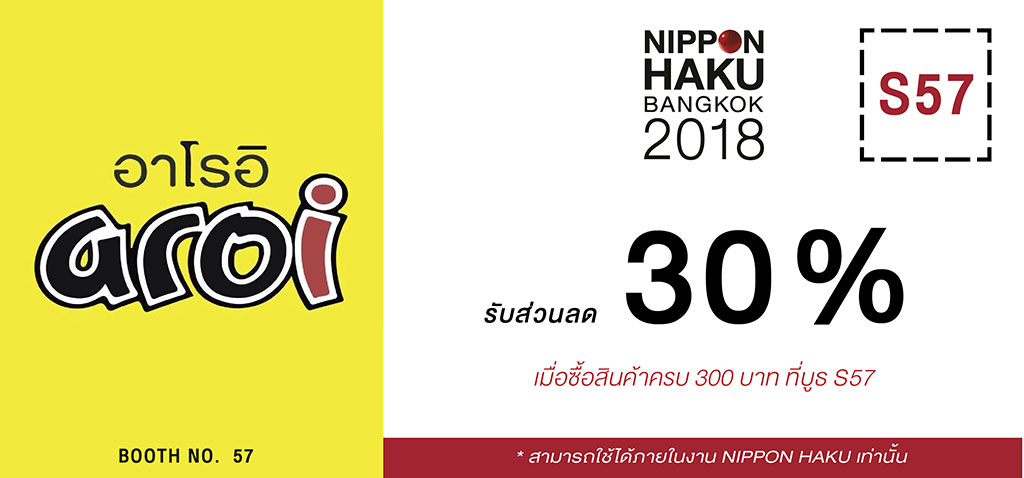 อาโรอิ
aroi
BOOTH NO. 57
NIPPON
HAKU
BANGKOK
2018
S57
รับส่วนลด 30%
เมื่อซื้อสินค้าครบ 300 บาท ที่บูธ S57
* สามารถใช้ได้ภายในงาน NIPPON HAKU เท่านั้น